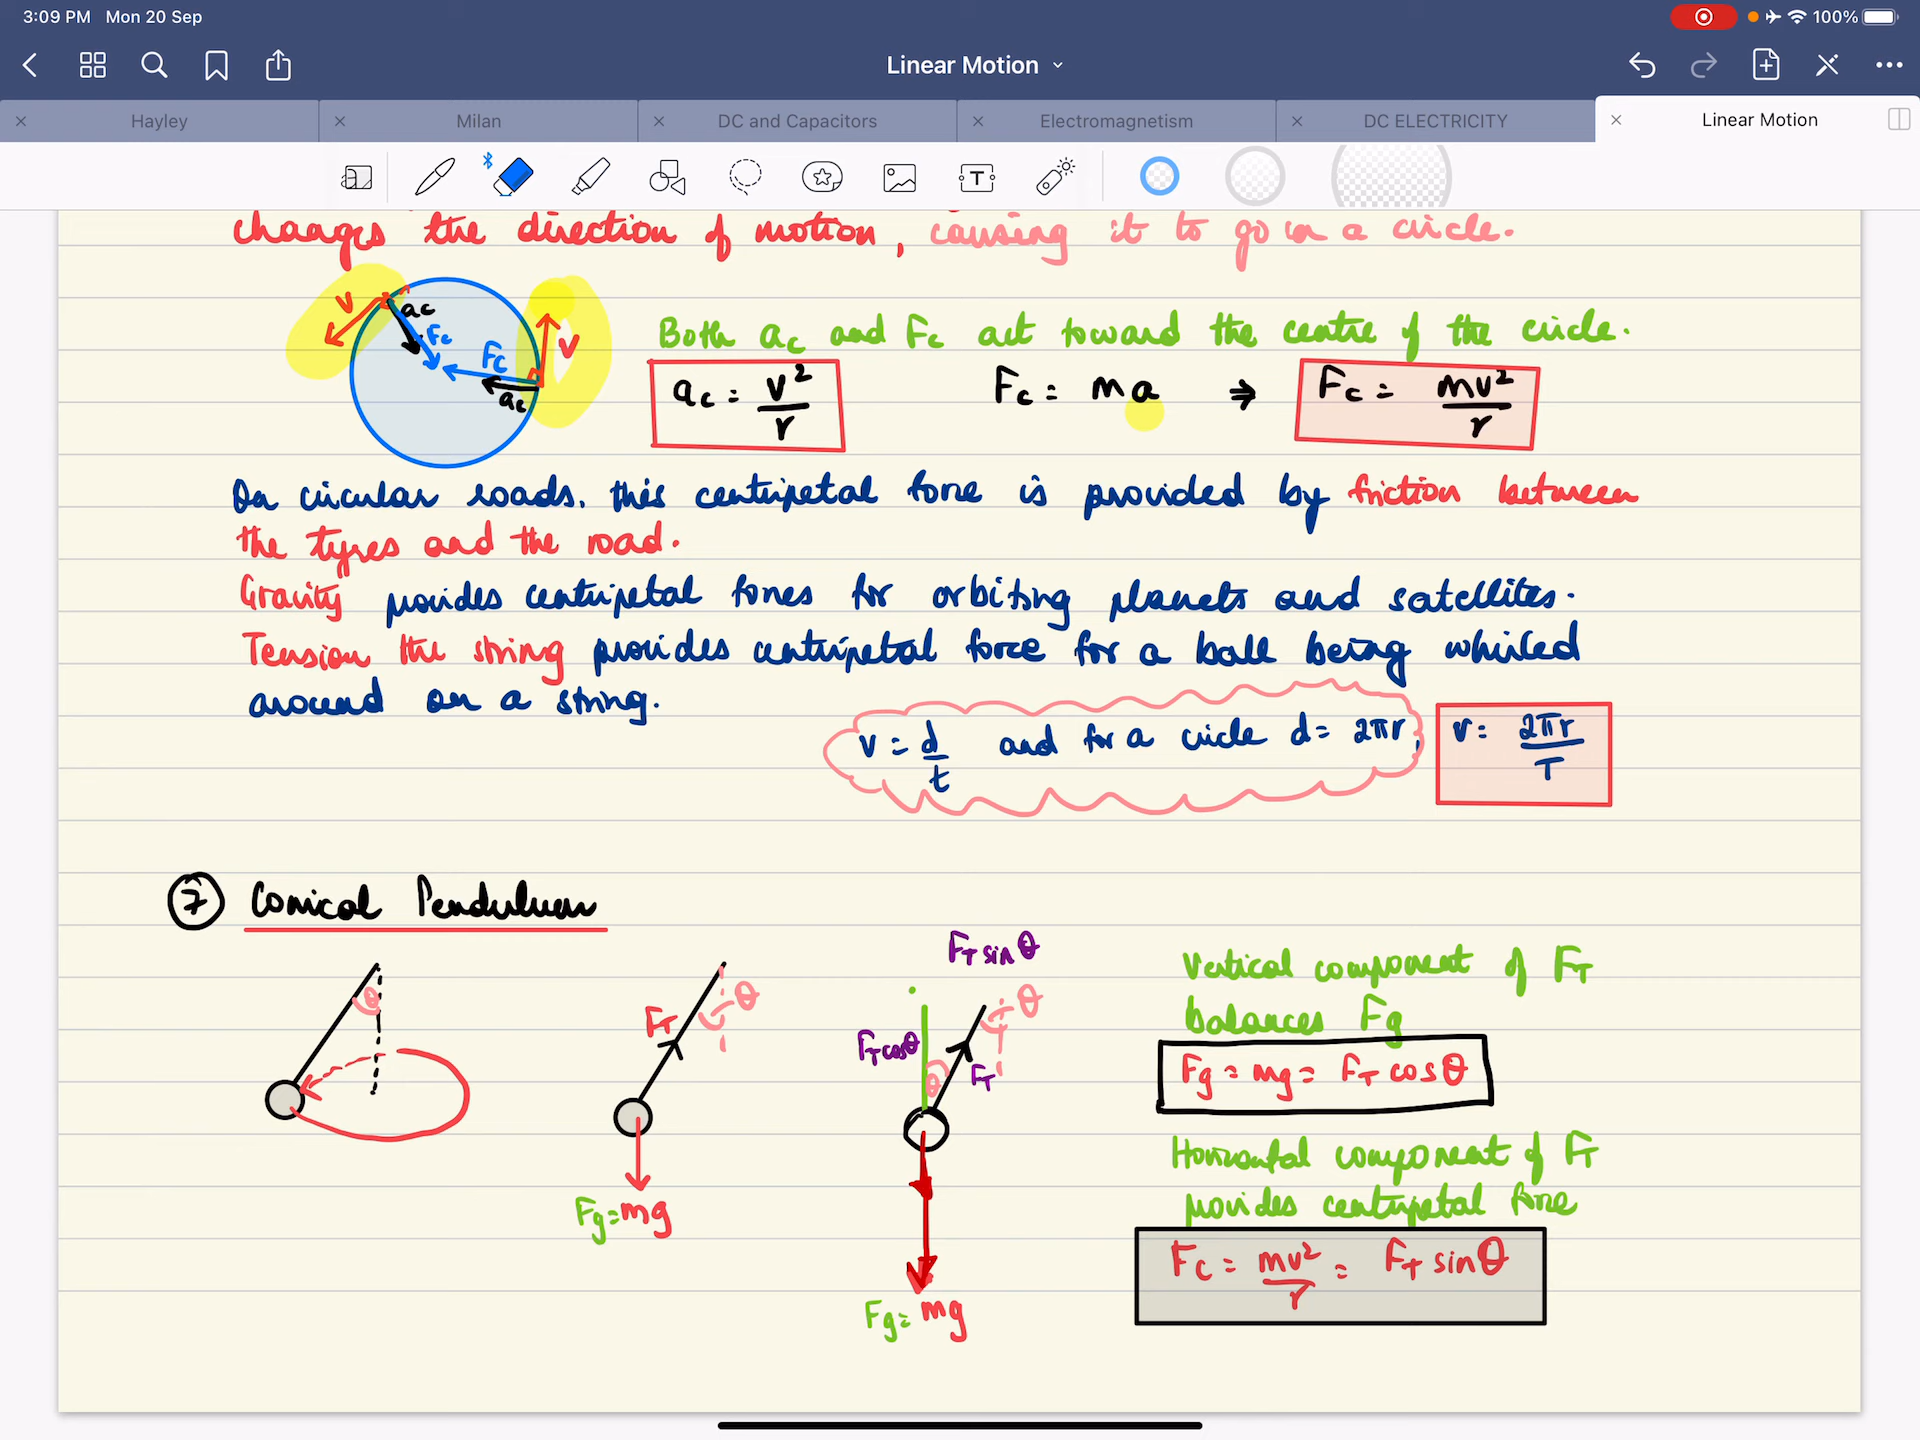 3:09 PM Mon 20 Sep
100%
Linear Motion
Hayley
Milan
DC and Capacitors
Electromagnetism
DC ELECTRICITY
Linear Motion
changes the direction of motion, causing it to go in a circle.
v
ac
Fc
Fc
v
ac
Both ac and Fc act toward the centre of the circle.
ac = v²/r
Fc = ma ⇒ Fc = mv²/r
On circular roads, this centripetal force is provided by friction between
the tyres and the road.
Gravity provides centripetal forces for orbiting planets and satellites.
Tension the string provides centripetal force for a ball being whirled
around on a string.
v = d/t and for a circle d = 2πr, v = 2πr/T
⑦ Conical Pendulum
θ
FT
θ
Fg = mg
FT sin θ
FT cos θ
θ
θ
FT
Fg = mg
Vertical component of FT
balances Fg
Fg = mg = FT cos θ
Horizontal component of FT
provides centripetal force
Fc = mv²/r = FT sin θ